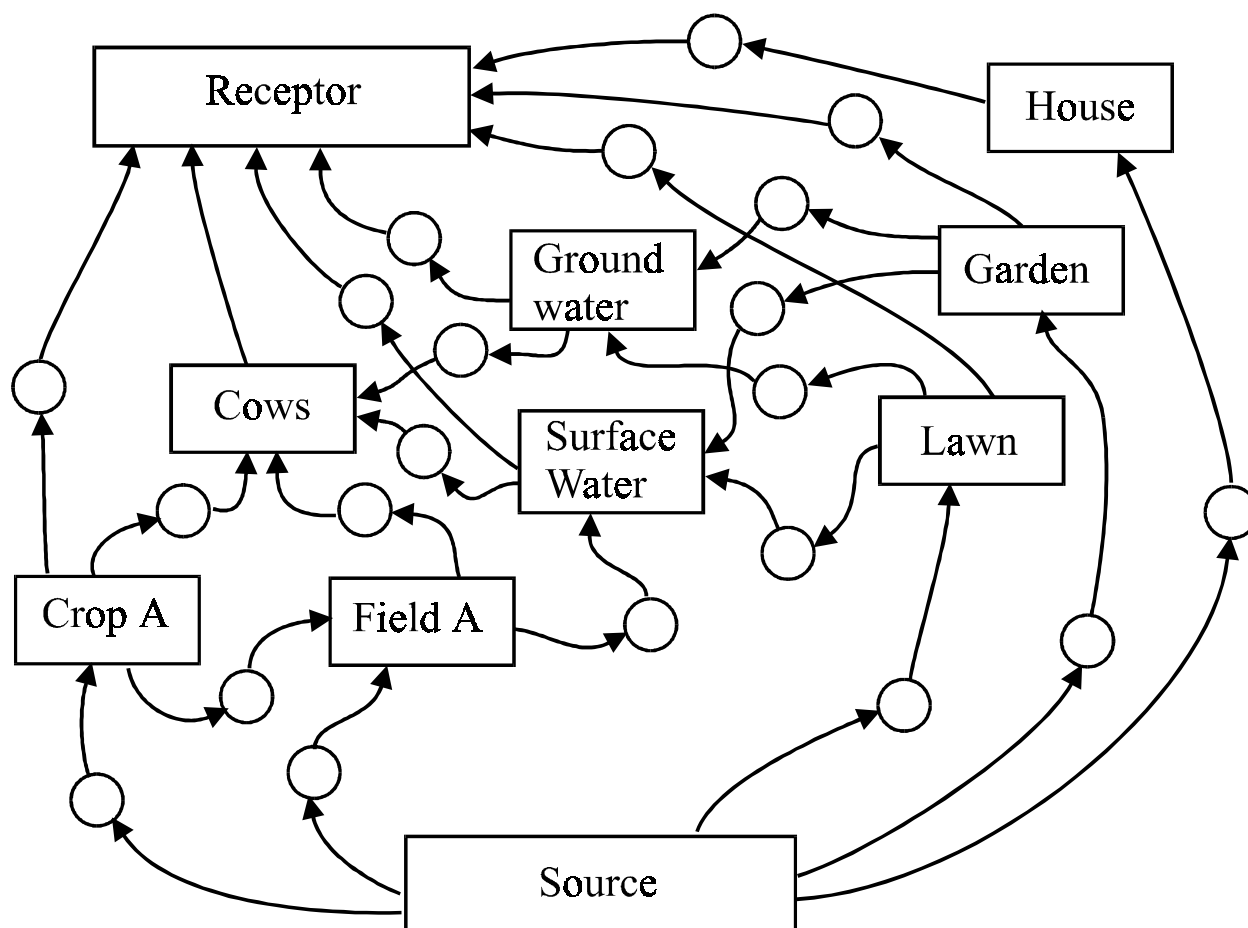 Receptor
House
Ground
water
Garden
Cows
Surface
Water
Lawn
Crop A
Field A
Source